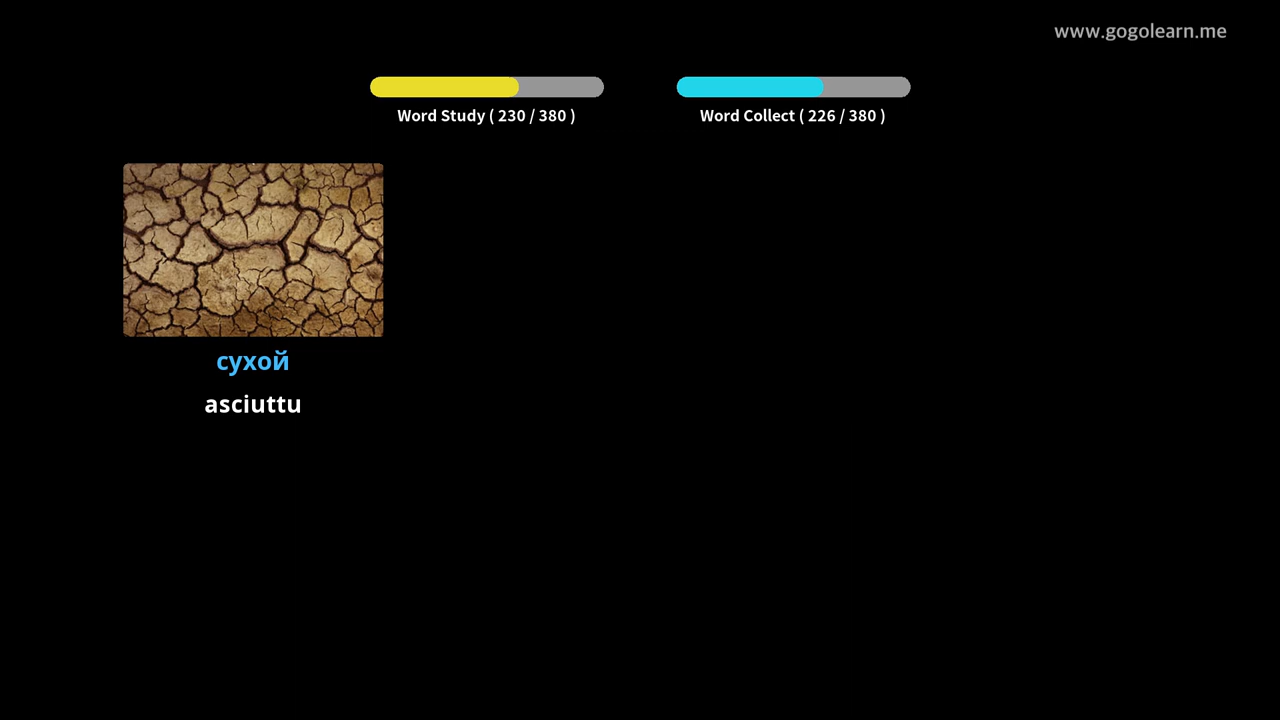 www.gogolearn.me
Word Study ( 230 / 380 )
Word Collect ( 226 / 380 )
сухой
asciuttu